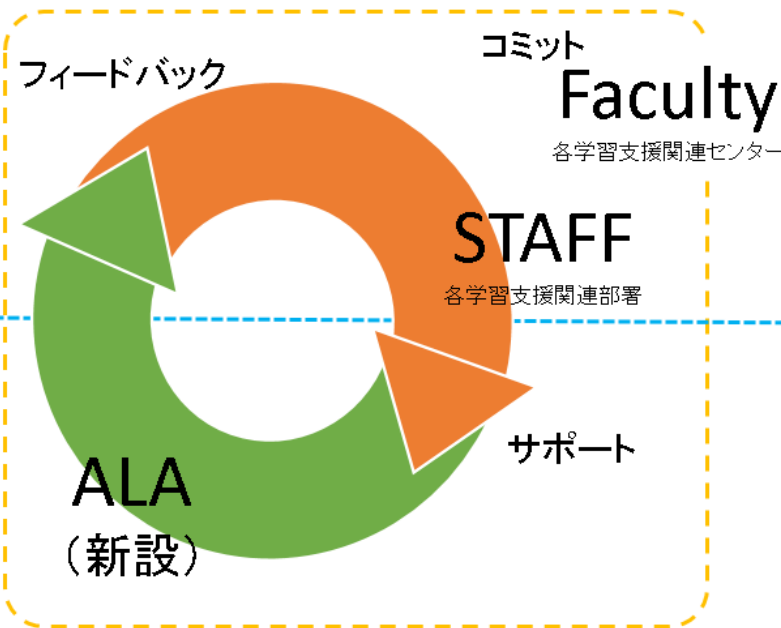 コミット
フィードバック
Faculty
各学習支援関連センター
STAFF
各学習支援関連部署
サポート
ALA
（新設）